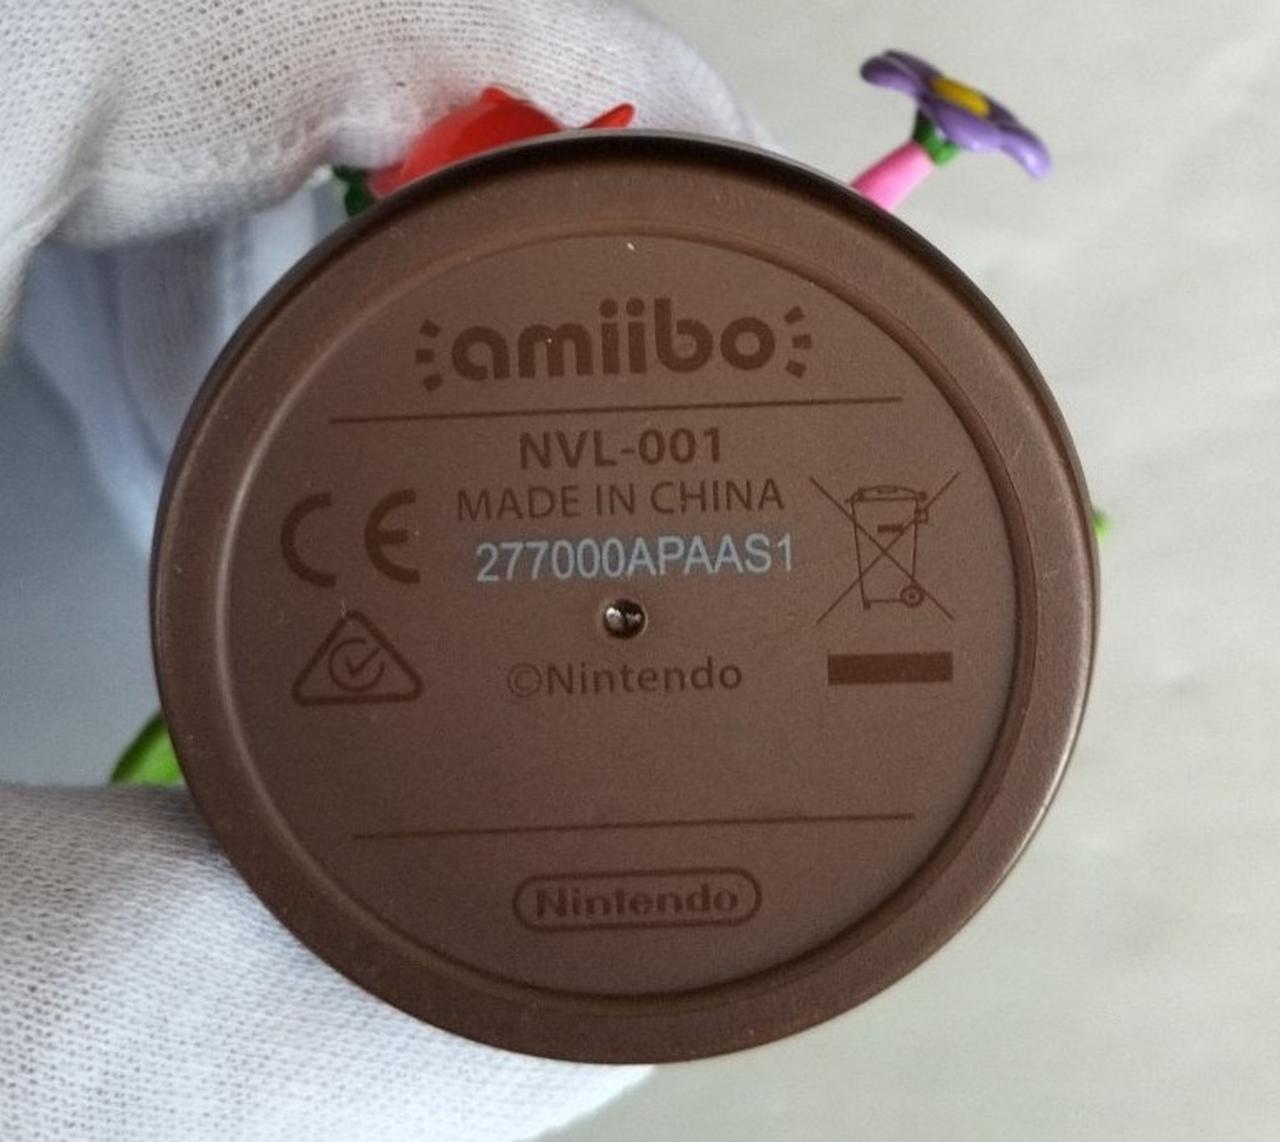 amiibo
NVL-001
MADE IN CHINA
CE
277000APAAS1
©Nintendo
Nintendo